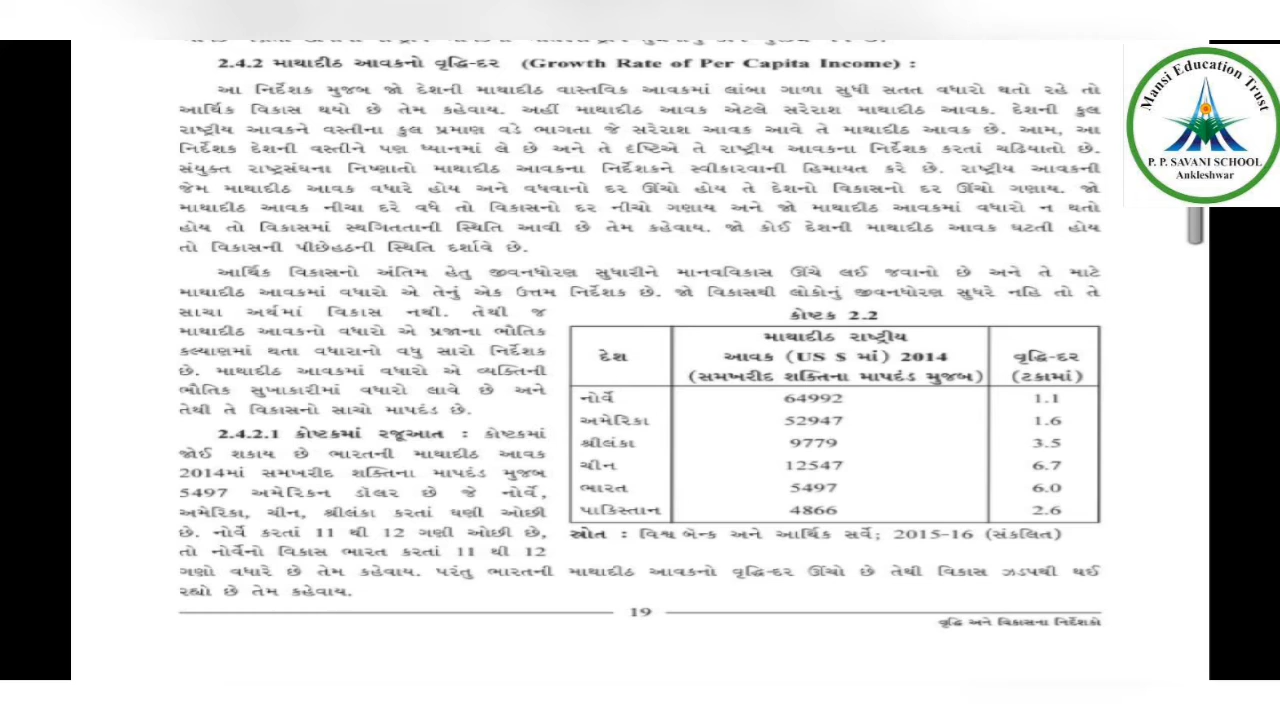 2.4.2 માથાદીઠ આવકનો વૃદ્ધિ-દર (Growth Rate of Per Capita Income) :
આ નિર્દેશક મુજબ જો દેશની માથાદીઠ વાસ્તવિક આવકમાં લાંબા ગાળા સુધી સતત વધારો થતો રહે તો
આર્થિક વિકાસ થયો છે તેમ કહેવાય. અહીં માથાદીઠ આવક એટલે સરેરાશ માથાદીઠ આવક. દેશની કુલ
રાષ્ટ્રીય આવકને વસ્તીના કુલ પ્રમાણ વડે ભાગતા જે સરેરાશ આવક આવે તે માથાદીઠ આવક છે. આમ, આ
નિર્દેશક દેશની વસ્તીને પણ ધ્યાનમાં લે છે અને તે દૃષ્ટિએ તે રાષ્ટ્રીય આવકના નિર્દેશક કરતાં ચઢિયાતો છે.
સંયુક્ત રાષ્ટ્રસંઘના નિષ્ણાતો માથાદીઠ આવકના નિર્દેશકને સ્વીકારવાની હિમાયત કરે છે. રાષ્ટ્રીય આવકની
જેમ માથાદીઠ આવક વધારે હોય અને વધવાનો દર ઊંચો હોય તે દેશનો વિકાસનો દર ઊંચો ગણાય. જો
માથાદીઠ આવક નીચા દરે વધે તો વિકાસનો દર નીચો ગણાય અને જો માથાદીઠ આવકમાં વધારો ન થતો
હોય તો વિકાસમાં સ્થગિતતાની સ્થિતિ આવી છે તેમ કહેવાય. જો કોઈ દેશની માથાદીઠ આવક ઘટતી હોય
તો વિકાસની પીછેહઠની સ્થિતિ દર્શાવે છે.
આર્થિક વિકાસનો અંતિમ હેતુ જીવનધોરણ સુધારીને માનવવિકાસ ઊંચે લઈ જવાનો છે અને તે માટે
માથાદીઠ આવકમાં વધારો એ તેનું એક ઉત્તમ નિર્દેશક છે. જો વિકાસથી લોકોનું જીવનધોરણ સુધરે નહિ તો તે
સાચા અર્થમાં વિકાસ નથી. તેથી જ
માથાદીઠ આવકનો વધારો એ પ્રજાના ભૌતિક
કલ્યાણમાં થતા વધારાનો વધુ સારો નિર્દેશક
છે. માથાદીઠ આવકમાં વધારો એ વ્યક્તિની
ભૌતિક સુખાકારીમાં વધારો લાવે છે અને
તેથી તે વિકાસનો સાચો માપદંડ છે.
2.4.2.1 કોષ્ટકમાં રજૂઆત : કોષ્ટકમાં
જોઈ શકાય છે ભારતની માથાદીઠ આવક
2014માં સમખરીદ શક્તિના માપદંડ મુજબ
5497 અમેરિકન ડૉલર છે જે નોર્વે,
અમેરિકા, ચીન, શ્રીલંકા કરતાં ઘણી ઓછી
છે. નોર્વે કરતાં 11 થી 12 ગણી ઓછી છે,
તો નોર્વેનો વિકાસ ભારત કરતાં 11 થી 12
ગણો વધારે છે તેમ કહેવાય. પરંતુ ભારતની માથાદીઠ આવકનો વૃદ્ધિ-દર ઊંચો છે તેથી વિકાસ ઝડપથી થઈ
રહ્યો છે તેમ કહેવાય.
કોષ્ટક 2.2
દેશ માથાદીઠ રાષ્ટ્રીય આવક (US $ માં) 2014 (સમખરીદ શક્તિના માપદંડ મુજબ) વૃદ્ધિ-દર (ટકામાં)
નોર્વે 64992 1.1
અમેરિકા 52947 1.6
શ્રીલંકા 9779 3.5
ચીન 12547 6.7
ભારત 5497 6.0
પાકિસ્તાન 4866 2.6
સ્રોત : વિશ્વ બૅન્ક અને આર્થિક સર્વે; 2015-16 (સંકલિત)
19
વૃદ્ધિ અને વિકાસના નિર્દેશકો
Mansi Education Trust
P. P. SAVANI SCHOOL
Ankleshwar